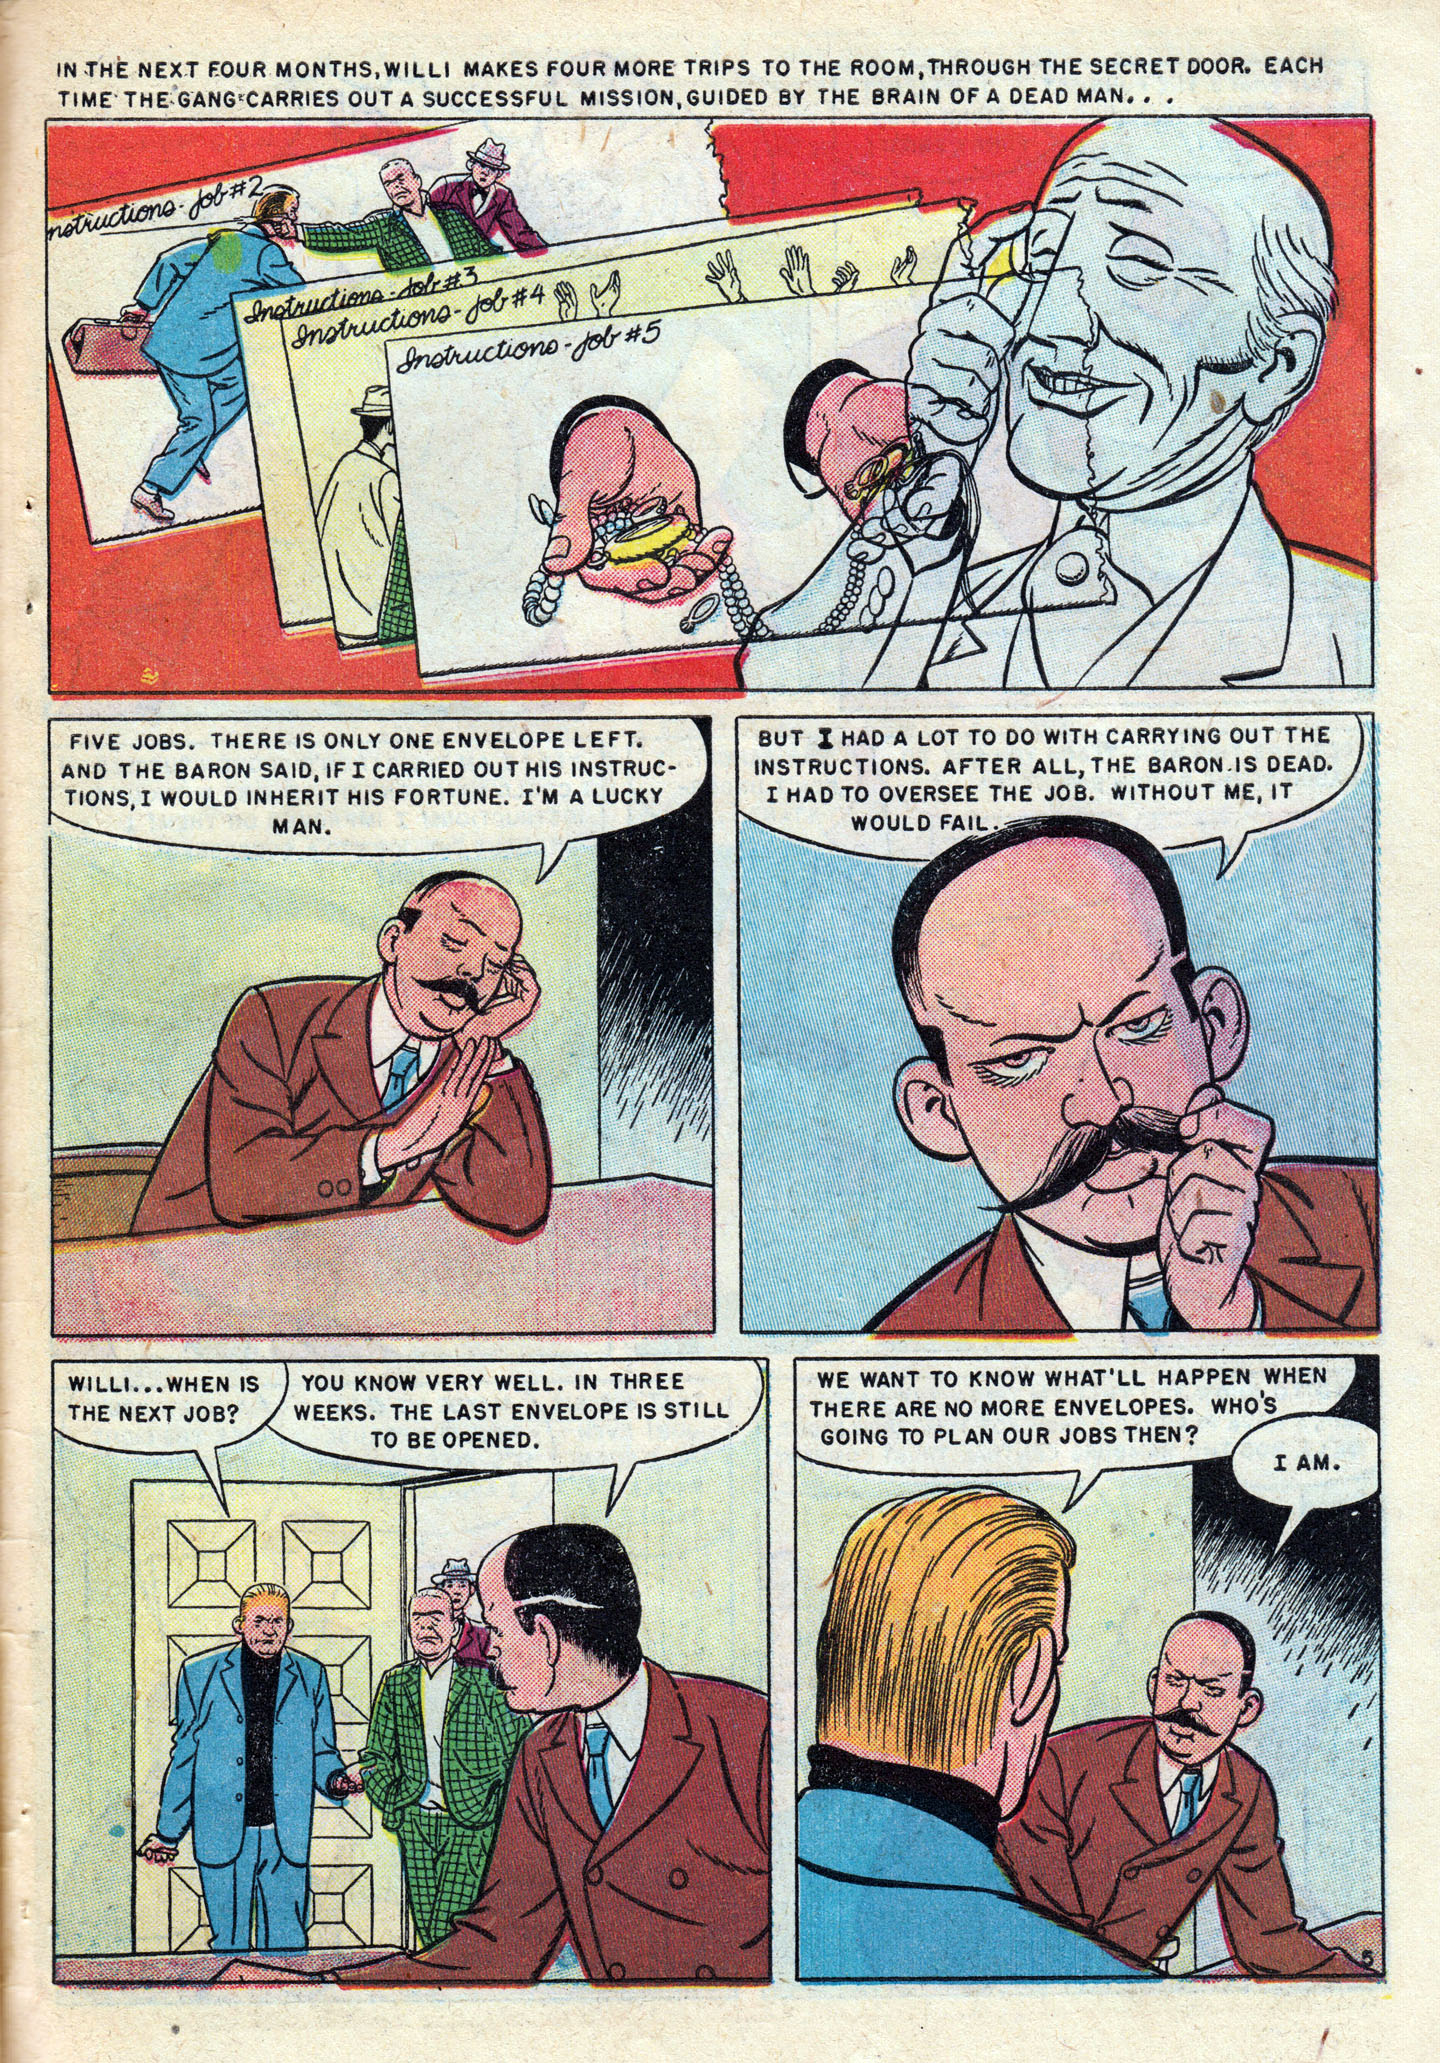 IN THE NEXT FOUR MONTHS, WILLI MAKES FOUR MORE TRIPS TO THE ROOM, THROUGH THE SECRET DOOR. EACH
TIME THE GANG CARRIES OUT A SUCCESSFUL MISSION, GUIDED BY THE BRAIN OF A DEAD MAN...
nstructions - Job #2
Instructions - Job #3
Instructions - Job #4
Instructions - Job #5
FIVE JOBS. THERE IS ONLY ONE ENVELOPE LEFT.
AND THE BARON SAID, IF I CARRIED OUT HIS INSTRUC-
TIONS, I WOULD INHERIT HIS FORTUNE. I'M A LUCKY
MAN.
BUT I HAD A LOT TO DO WITH CARRYING OUT THE
INSTRUCTIONS. AFTER ALL, THE BARON IS DEAD.
I HAD TO OVERSEE THE JOB. WITHOUT ME, IT
WOULD FAIL.
WILLI...WHEN IS
THE NEXT JOB?
YOU KNOW VERY WELL. IN THREE
WEEKS. THE LAST ENVELOPE IS STILL
TO BE OPENED.
WE WANT TO KNOW WHAT'LL HAPPEN WHEN
THERE ARE NO MORE ENVELOPES. WHO'S
GOING TO PLAN OUR JOBS THEN?
I AM.
5